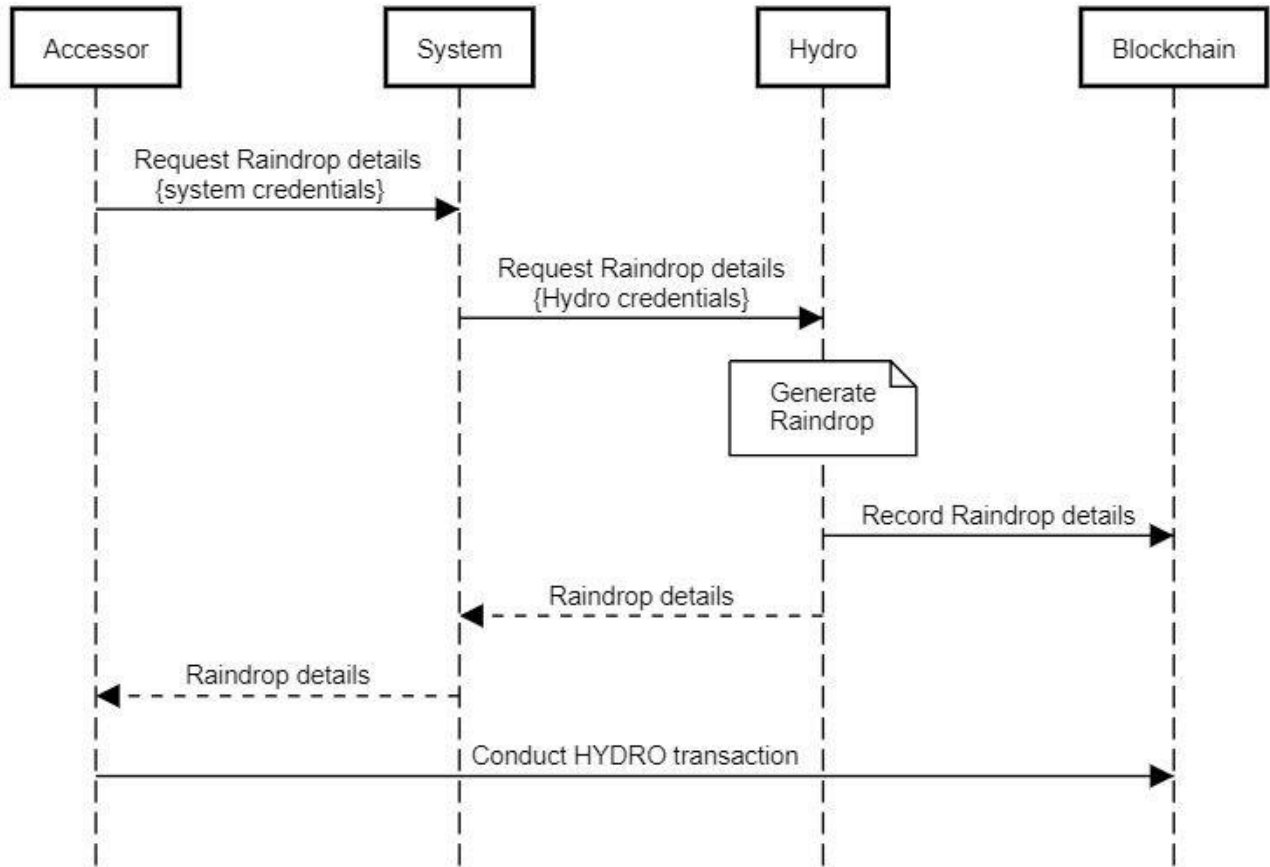 Accessor
System
Hydro
Blockchain
Request Raindrop details
{system credentials}
Request Raindrop details
{Hydro credentials}
Generate
Raindrop
Record Raindrop details
Raindrop details
Raindrop details
Conduct HYDRO transaction